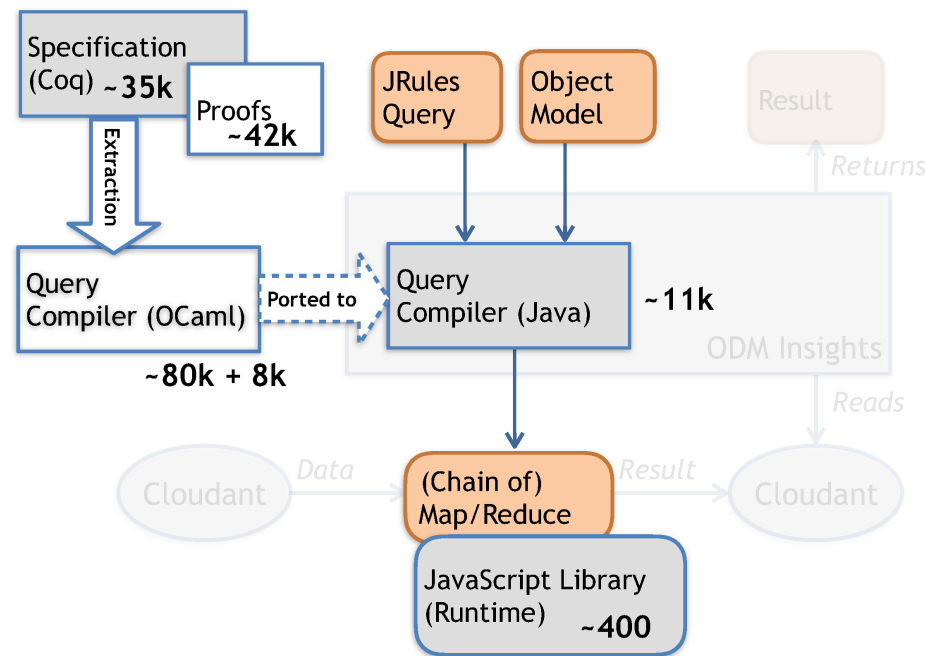 Specification
(Coq) ~35k
Proofs
~42k
JRules
Query
Object
Model
Result
Extraction
Returns
Query
Compiler (OCaml)
Ported to
Query
Compiler (Java)
~11k
ODM Insights
~80k + 8k
Reads
Cloudant
Data
(Chain of)
Map/Reduce
Result
Cloudant
JavaScript Library
(Runtime) ~400